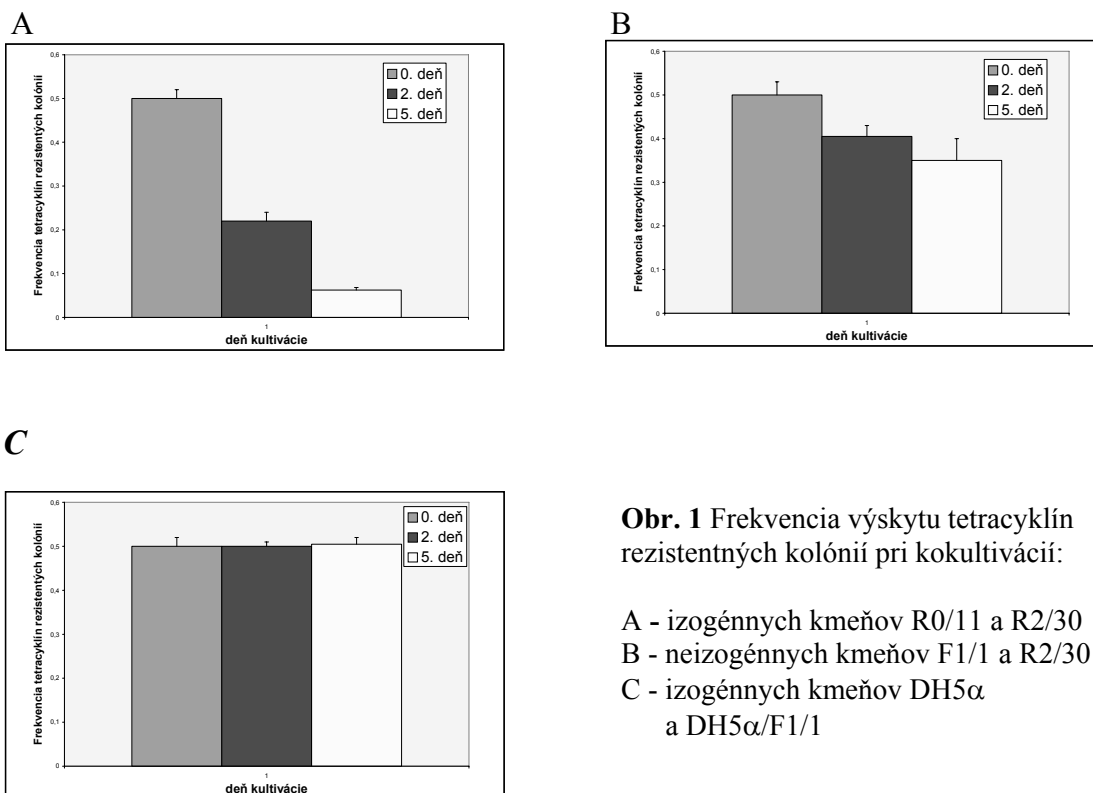 A
Frekvencia tetracyklín rezistentých kolónií
0,6
0,5
0,4
0,3
0,2
0,1
0
0. deň
2. deň
5. deň
1
deň kultivácie
B
Frekvencia tetracyklín rezistentých kolónií
0,6
0,5
0,4
0,3
0,2
0,1
0
0. deň
2. deň
5. deň
1
deň kultivácie
C
Frekvencia tetracyklín rezistentých kolónií
0,6
0,5
0,4
0,3
0,2
0,1
0
0. deň
2. deň
5. deň
1
deň kultivácie
Obr. 1 Frekvencia výskytu tetracyklín
rezistentných kolónií pri kokultivácií:
A - izogénnych kmeňov R0/11 a R2/30
B - neizogénnych kmeňov F1/1 a R2/30
C - izogénnych kmeňov DH5α
a DH5α/F1/1